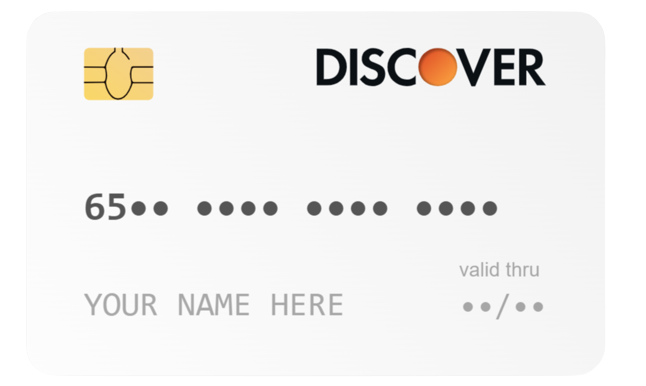 DISCOVER
65•• •••• •••• ••••
valid thru
YOUR NAME HERE ••/••